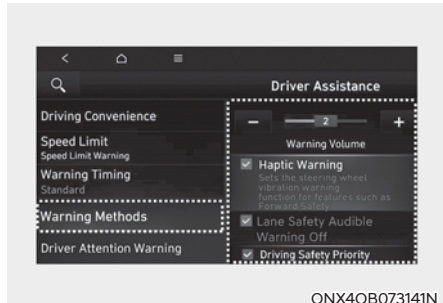 Driver Assistance
Driving Convenience
Speed Limit
Speed Limit Warning
Warning Timing
Standard
Warning Methods
Driver Attention Warning
− 2 +
Warning Volume
Haptic Warning
Sets the steering wheel
vibration warning
function for features such as
Forward Safety
Lane Safety Audible
Warning Off
Driving Safety Priority
ONX4OB073141N